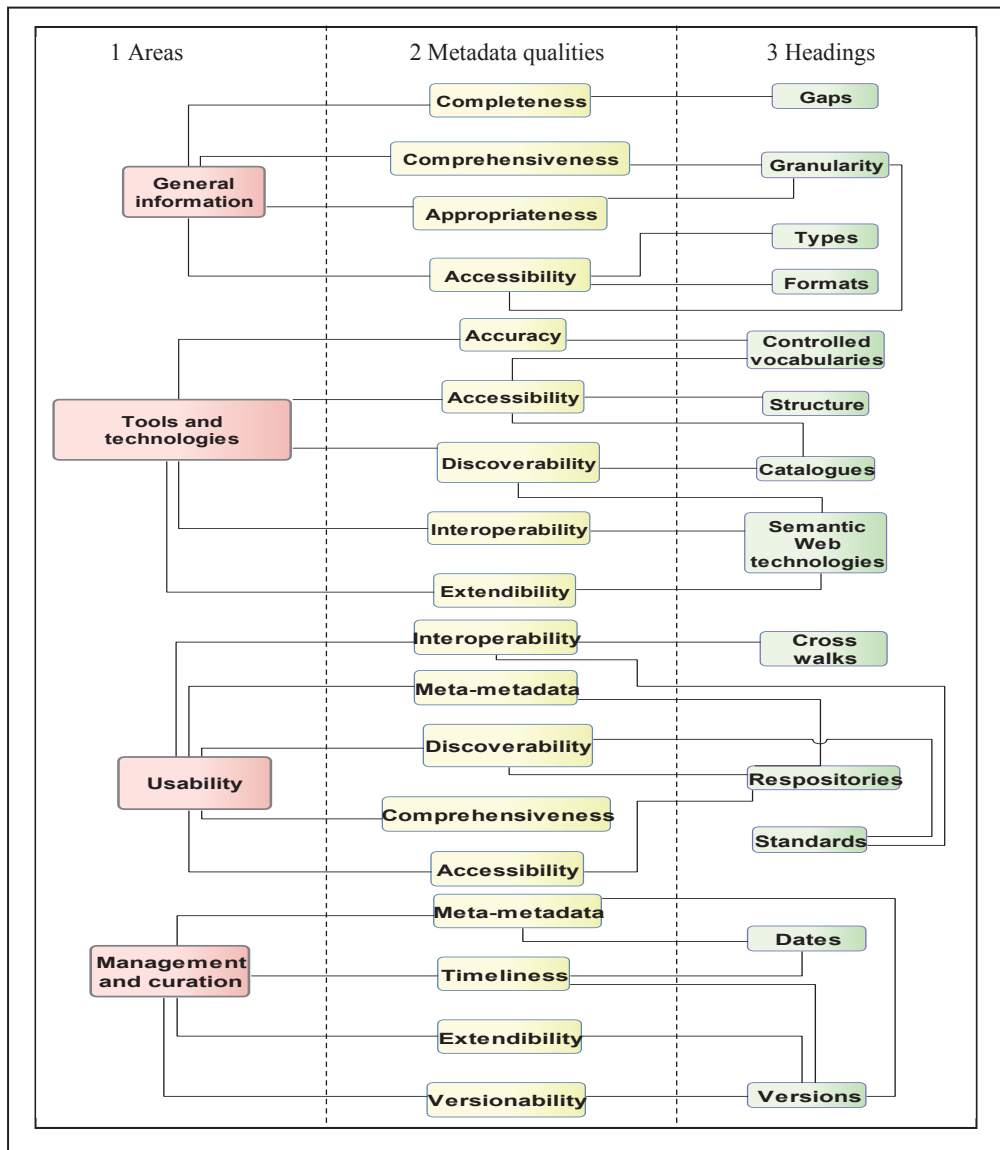 1 Areas
2 Metadata qualities
3 Headings
Completeness
Gaps
Comprehensiveness
Granularity
General
information
Appropriateness
Types
Accessibility
Formats
Accuracy
Controlled
vocabularies
Accessibility
Structure
Tools and
technologies
Discoverability
Catalogues
Interoperability
Semantic
Web
technologies
Extendibility
Interoperability
Cross
walks
Meta-metadata
Discoverability
Usability
Respositories
Comprehensiveness
Standards
Accessibility
Meta-metadata
Dates
Management
and curation
Timeliness
Extendibility
Versionability
Versions